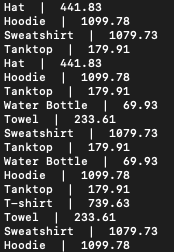 Hat | 441.83
Hoodie | 1099.78
Sweatshirt | 1079.73
Tanktop | 179.91
Hat | 441.83
Hoodie | 1099.78
Tanktop | 179.91
Water Bottle | 69.93
Towel | 233.61
Sweatshirt | 1079.73
Tanktop | 179.91
Water Bottle | 69.93
Hoodie | 1099.78
Tanktop | 179.91
T-shirt | 739.63
Towel | 233.61
Sweatshirt | 1079.73
Hoodie | 1099.78